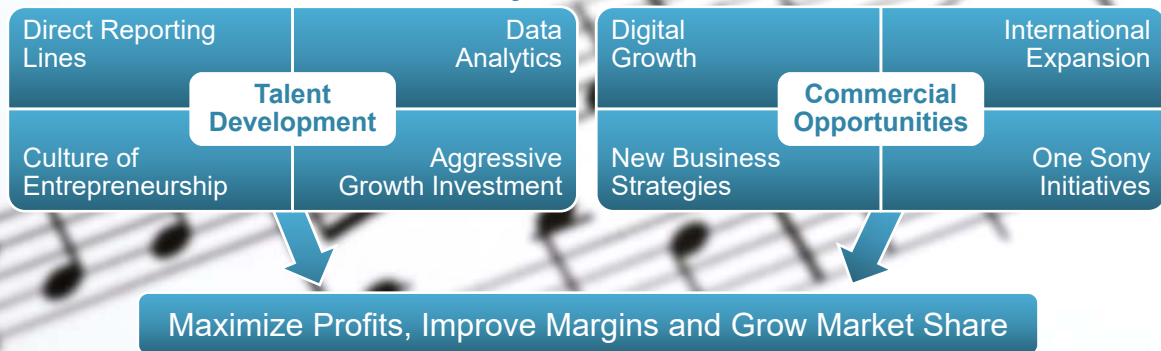 Direct Reporting
Lines
Data
Analytics
Talent
Development
Culture of
Entrepreneurship
Aggressive
Growth Investment
Digital
Growth
International
Expansion
Commercial
Opportunities
New Business
Strategies
One Sony
Initiatives
Maximize Profits, Improve Margins and Grow Market Share